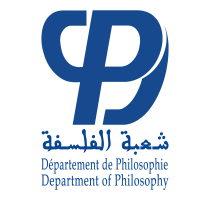 شعبة الفلسفة
Département de Philosophie
Department of Philosophy